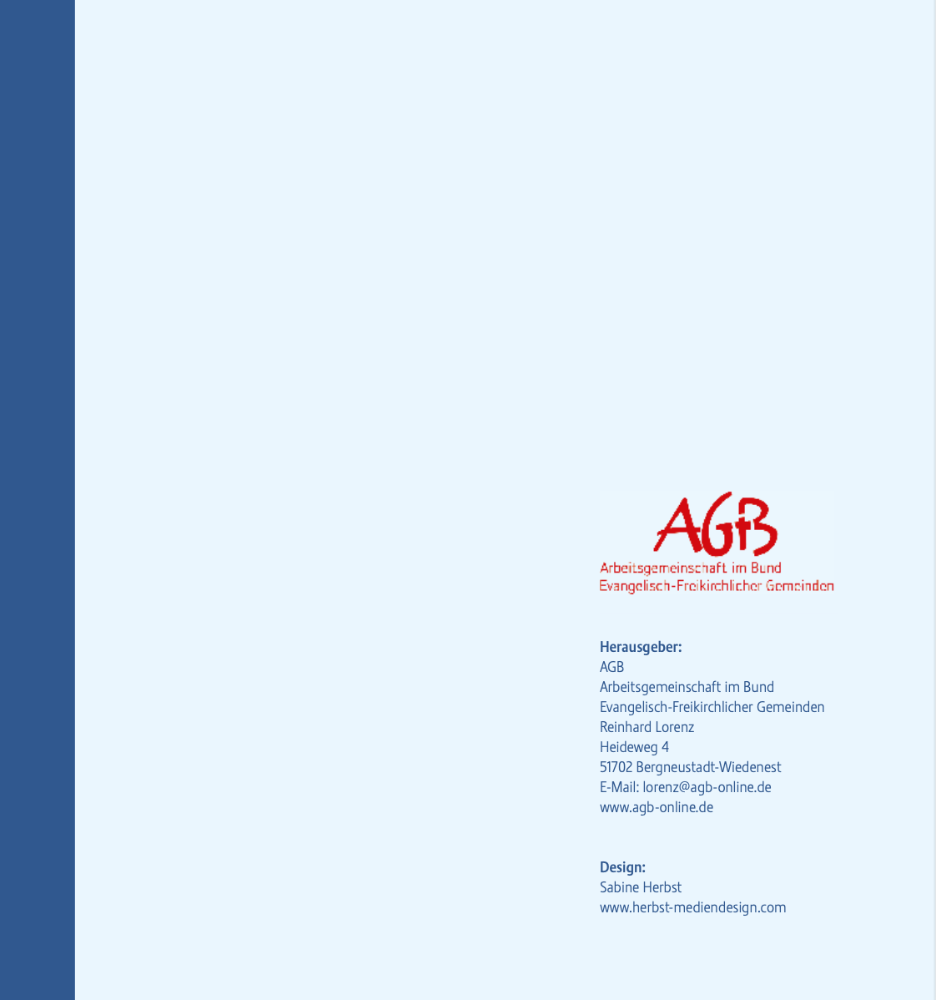 AGB
Arbeitsgemeinschaft im Bund
Evangelisch-Freikirchlicher Gemeinden
Herausgeber:
AGB
Arbeitsgemeinschaft im Bund
Evangelisch-Freikirchlicher Gemeinden
Reinhard Lorenz
Heideweg 4
51702 Bergneustadt-Wiedenest
E-Mail: lorenz@agb-online.de
www.agb-online.de
Design:
Sabine Herbst
www.herbst-mediendesign.com